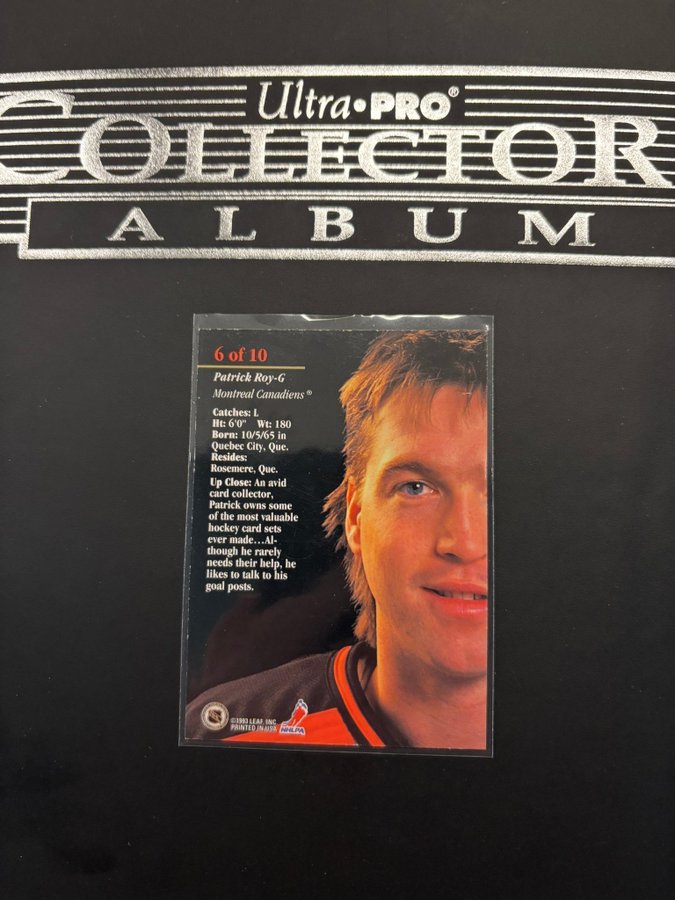 Ultra•PRO®
COLLECTOR
ALBUM
6 of 10
Patrick Roy-G
Montreal Canadiens®
Catches: L
Ht: 6'0" Wt: 180
Born: 10/5/65 in
Quebec City, Que.
Resides:
Rosemere, Que.
Up Close: An avid
card collector,
Patrick owns some
of the most valuable
hockey card sets
ever made...Al-
though he rarely
needs their help, he
likes to talk to his
goal posts.
©1993 LEAF, INC.
PRINTED IN USA
NHLPA